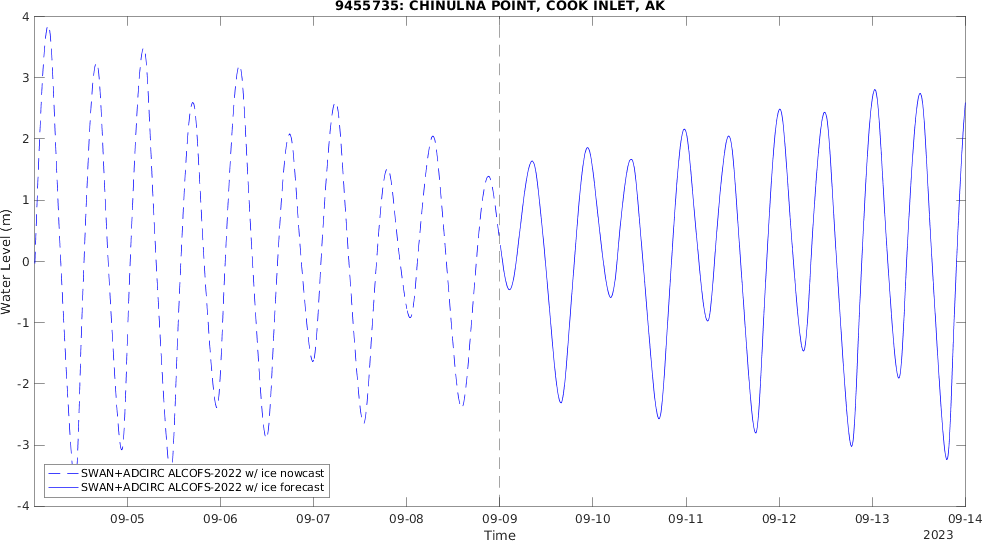 9455735: CHINULNA POINT, COOK INLET, AK
4
3
2
1
0
-1
-2
-3
-4
Water Level (m)
SWAN+ADCIRC ALCOFS-2022 w/ ice nowcast
SWAN+ADCIRC ALCOFS-2022 w/ ice forecast
09-05 09-06 09-07 09-08 09-09 09-10 09-11 09-12 09-13 09-14
Time
2023